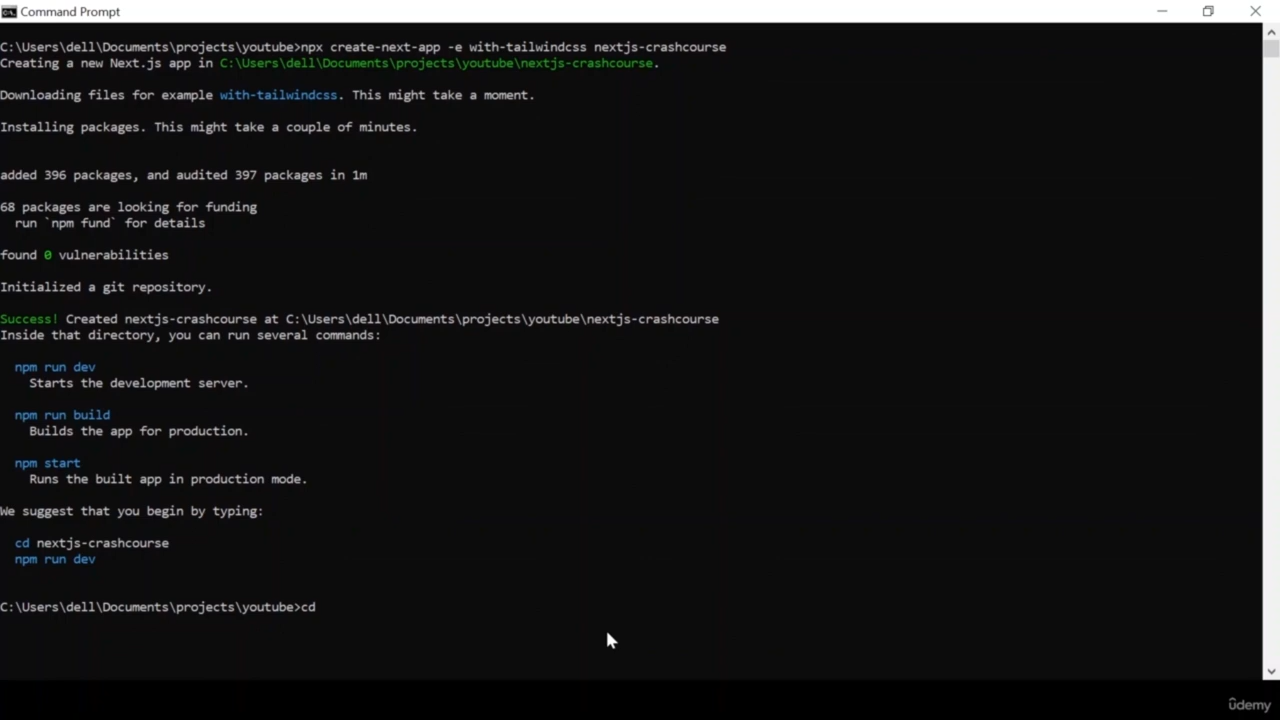 Command Prompt
C:\Users\dell\Documents\projects\youtube>npx create-next-app -e with-tailwindcss nextjs-crashcourse
Creating a new Next.js app in C:\Users\dell\Documents\projects\youtube\nextjs-crashcourse.
Downloading files for example with-tailwindcss. This might take a moment.
Installing packages. This might take a couple of minutes.
added 396 packages, and audited 397 packages in 1m
68 packages are looking for funding
run `npm fund` for details
found 0 vulnerabilities
Initialized a git repository.
Success! Created nextjs-crashcourse at C:\Users\dell\Documents\projects\youtube\nextjs-crashcourse
Inside that directory, you can run several commands:
npm run dev
Starts the development server.
npm run build
Builds the app for production.
npm start
Runs the built app in production mode.
We suggest that you begin by typing:
cd nextjs-crashcourse
npm run dev
C:\Users\dell\Documents\projects\youtube>cd
ûdemy